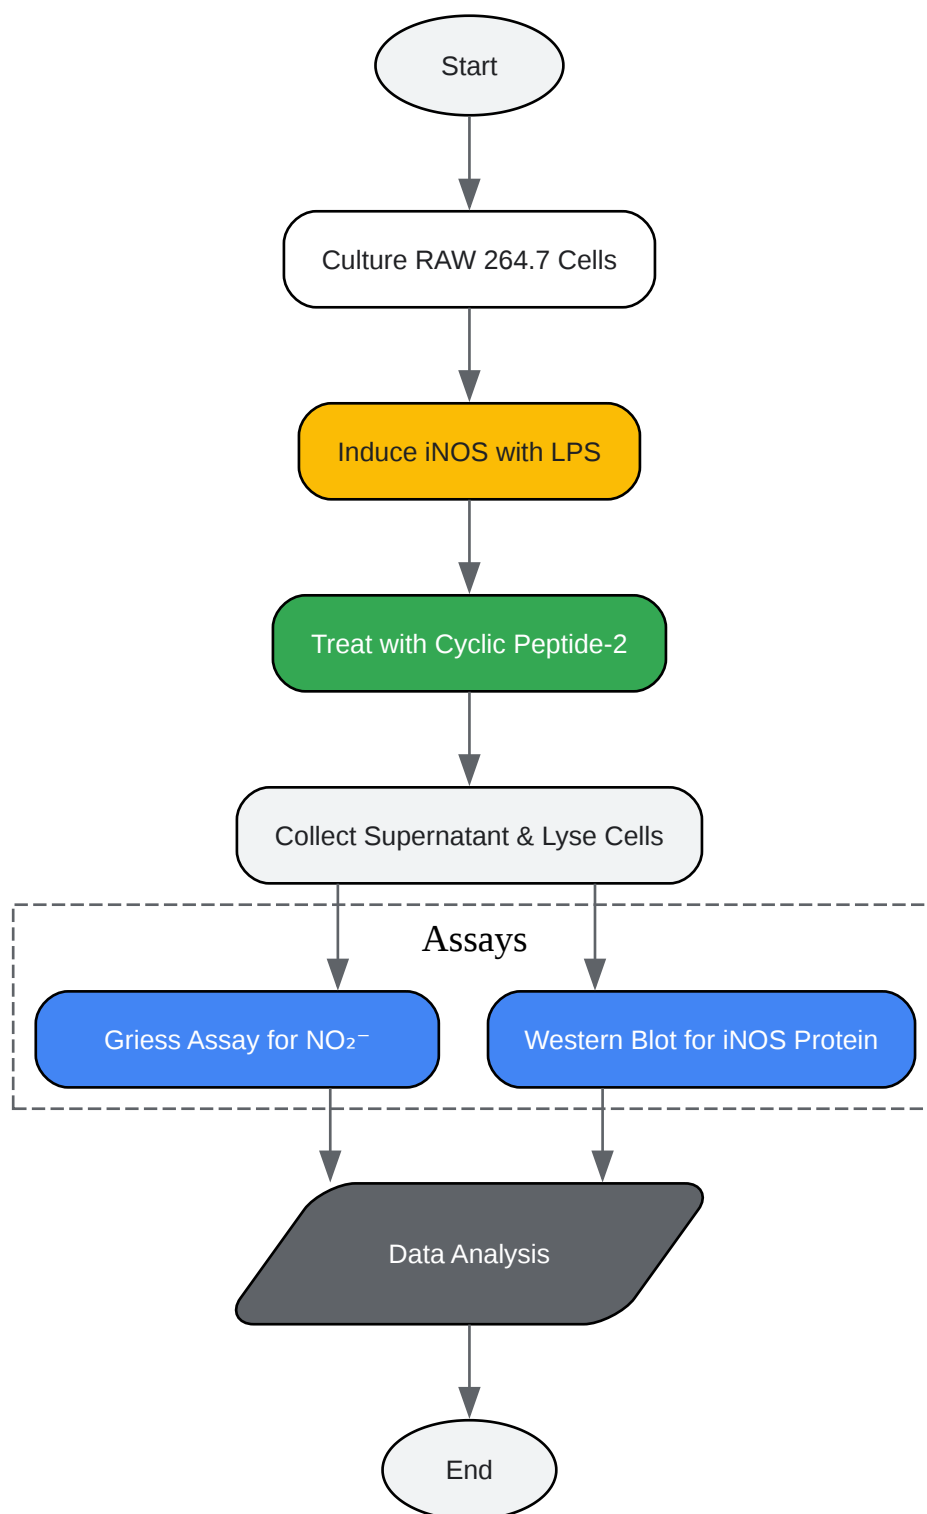 Start
Culture RAW 264.7 Cells
Induce iNOS with LPS
Treat with Cyclic Peptide-2
Collect Supernatant & Lyse Cells
Assays
Griess Assay for NO₂⁻
Western Blot for iNOS Protein
Data Analysis
End